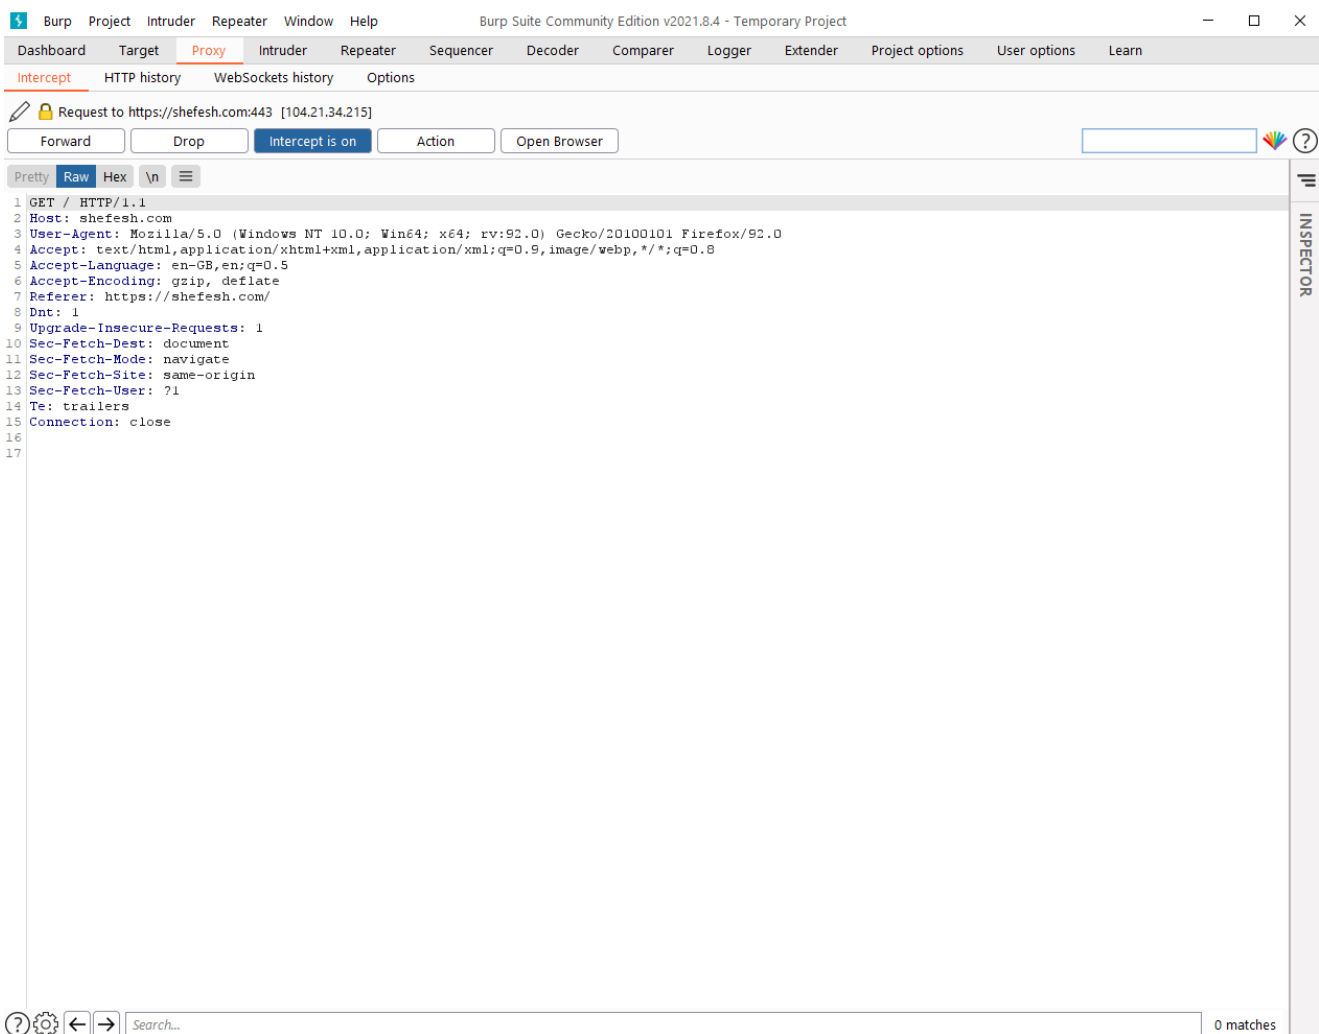 Burp Project Intruder Repeater Window Help Burp Suite Community Edition v2021.8.4 - Temporary Project
Dashboard Target Proxy Intruder Repeater Sequencer Decoder Comparer Logger Extender Project options User options Learn
Intercept HTTP history WebSockets history Options
Request to https://shefesh.com:443 [104.21.34.215]
Forward Drop Intercept is on Action Open Browser
Pretty Raw Hex \n
1 GET / HTTP/1.1
2 Host: shefesh.com
3 User-Agent: Mozilla/5.0 (Windows NT 10.0; Win64; x64; rv:92.0) Gecko/20100101 Firefox/92.0
4 Accept: text/html,application/xhtml+xml,application/xml;q=0.9,image/webp,*/*;q=0.8
5 Accept-Language: en-GB,en;q=0.5
6 Accept-Encoding: gzip, deflate
7 Referer: https://shefesh.com/
8 Dnt: 1
9 Upgrade-Insecure-Requests: 1
10 Sec-Fetch-Dest: document
11 Sec-Fetch-Mode: navigate
12 Sec-Fetch-Site: same-origin
13 Sec-Fetch-User: ?1
14 Te: trailers
15 Connection: close
16
17
INSPECTOR
Search...
0 matches